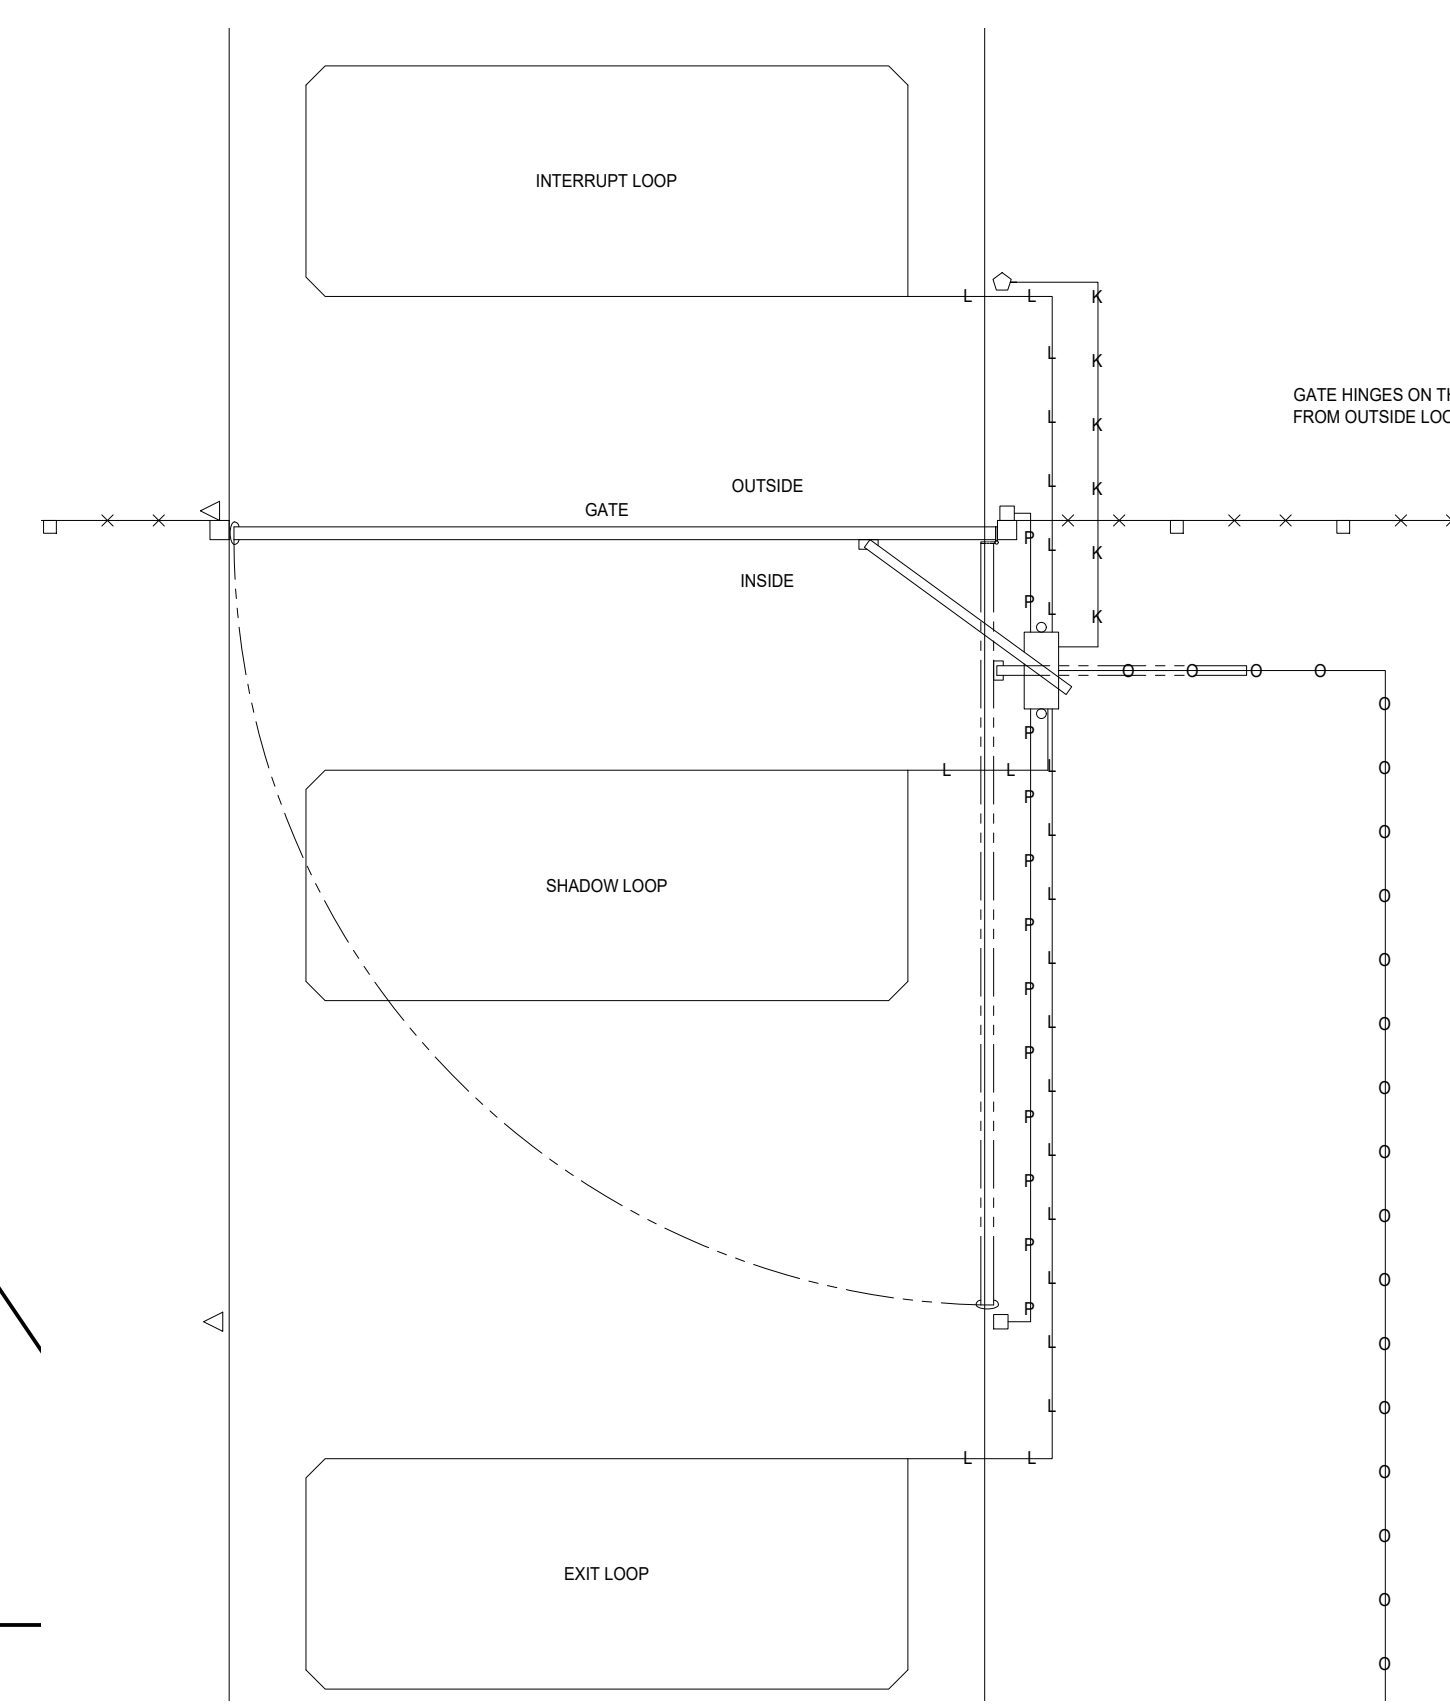 INTERRUPT LOOP
L L K
L K
GATE HINGES ON TH
FROM OUTSIDE LOO
L K
OUTSIDE
L K
GATE
P L K
INSIDE
P L K
O O O O
O
P
L L L O
P
L O
P
SHADOW LOOP
L O
P
L O
P
L O
P
L O
P
L O
P
L O
P
L O
P
L O
L
L L
O
O
EXIT LOOP
O
O